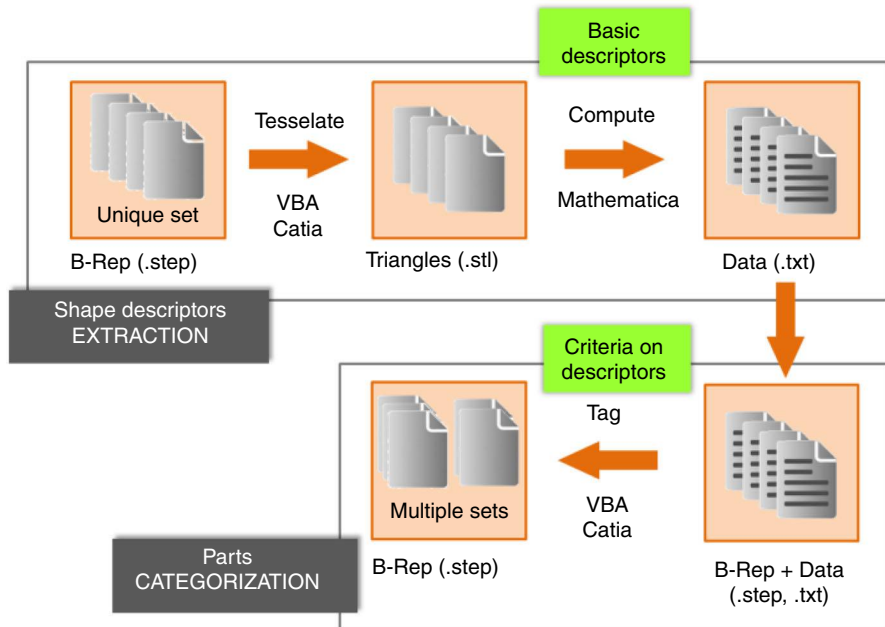 Basic
descriptors
Tesselate
VBA
Catia
Compute
Mathematica
Unique set
B-Rep (.step)
Triangles (.stl)
Data (.txt)
Shape descriptors
EXTRACTION
Criteria on
descriptors
Tag
VBA
Catia
Multiple sets
B-Rep (.step)
B-Rep + Data
(.step, .txt)
Parts
CATEGORIZATION